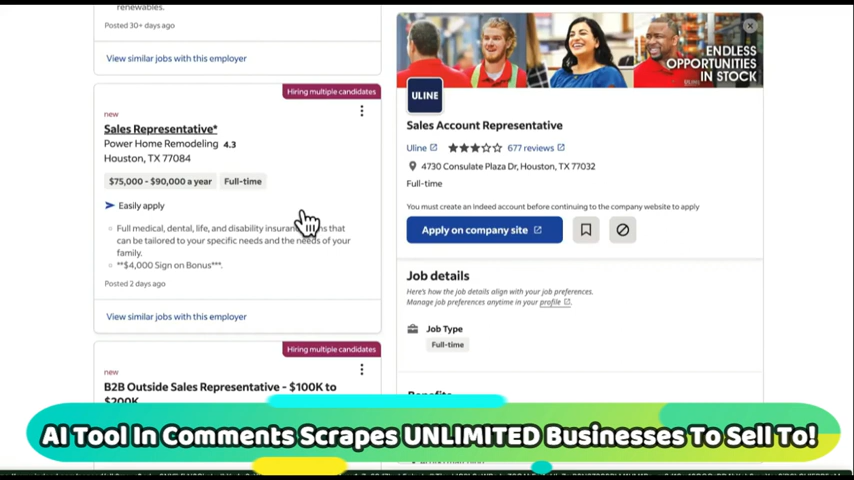 renewables.
Posted 30+ days ago
View similar jobs with this employer
Hiring multiple candidates
new
Sales Representative*
Power Home Remodeling 4.3
Houston, TX 77084
$75,000 - $90,000 a year Full-time
Easily apply
Full medical, dental, life, and disability insuran ns that
can be tailored to your specific needs and the needs of your
family.
**$4,000 Sign on Bonus***.
Posted 2 days ago
View similar jobs with this employer
Hiring multiple candidates
new
B2B Outside Sales Representative - $100K to
$200K
ENDLESS
OPPORTUNITIES
IN STOCK
ULINE
Sales Account Representative
Uline 677 reviews
4730 Consulate Plaza Dr, Houston, TX 77032
Full-time
You must create an Indeed account before continuing to the company website to apply
Apply on company site
Job details
Here's how the job details align with your job preferences.
Manage job preferences anytime in your profile.
Job Type
Full-time
Benefits
AI Tool In Comments Scrapes UNLIMITED Businesses To Sell To!